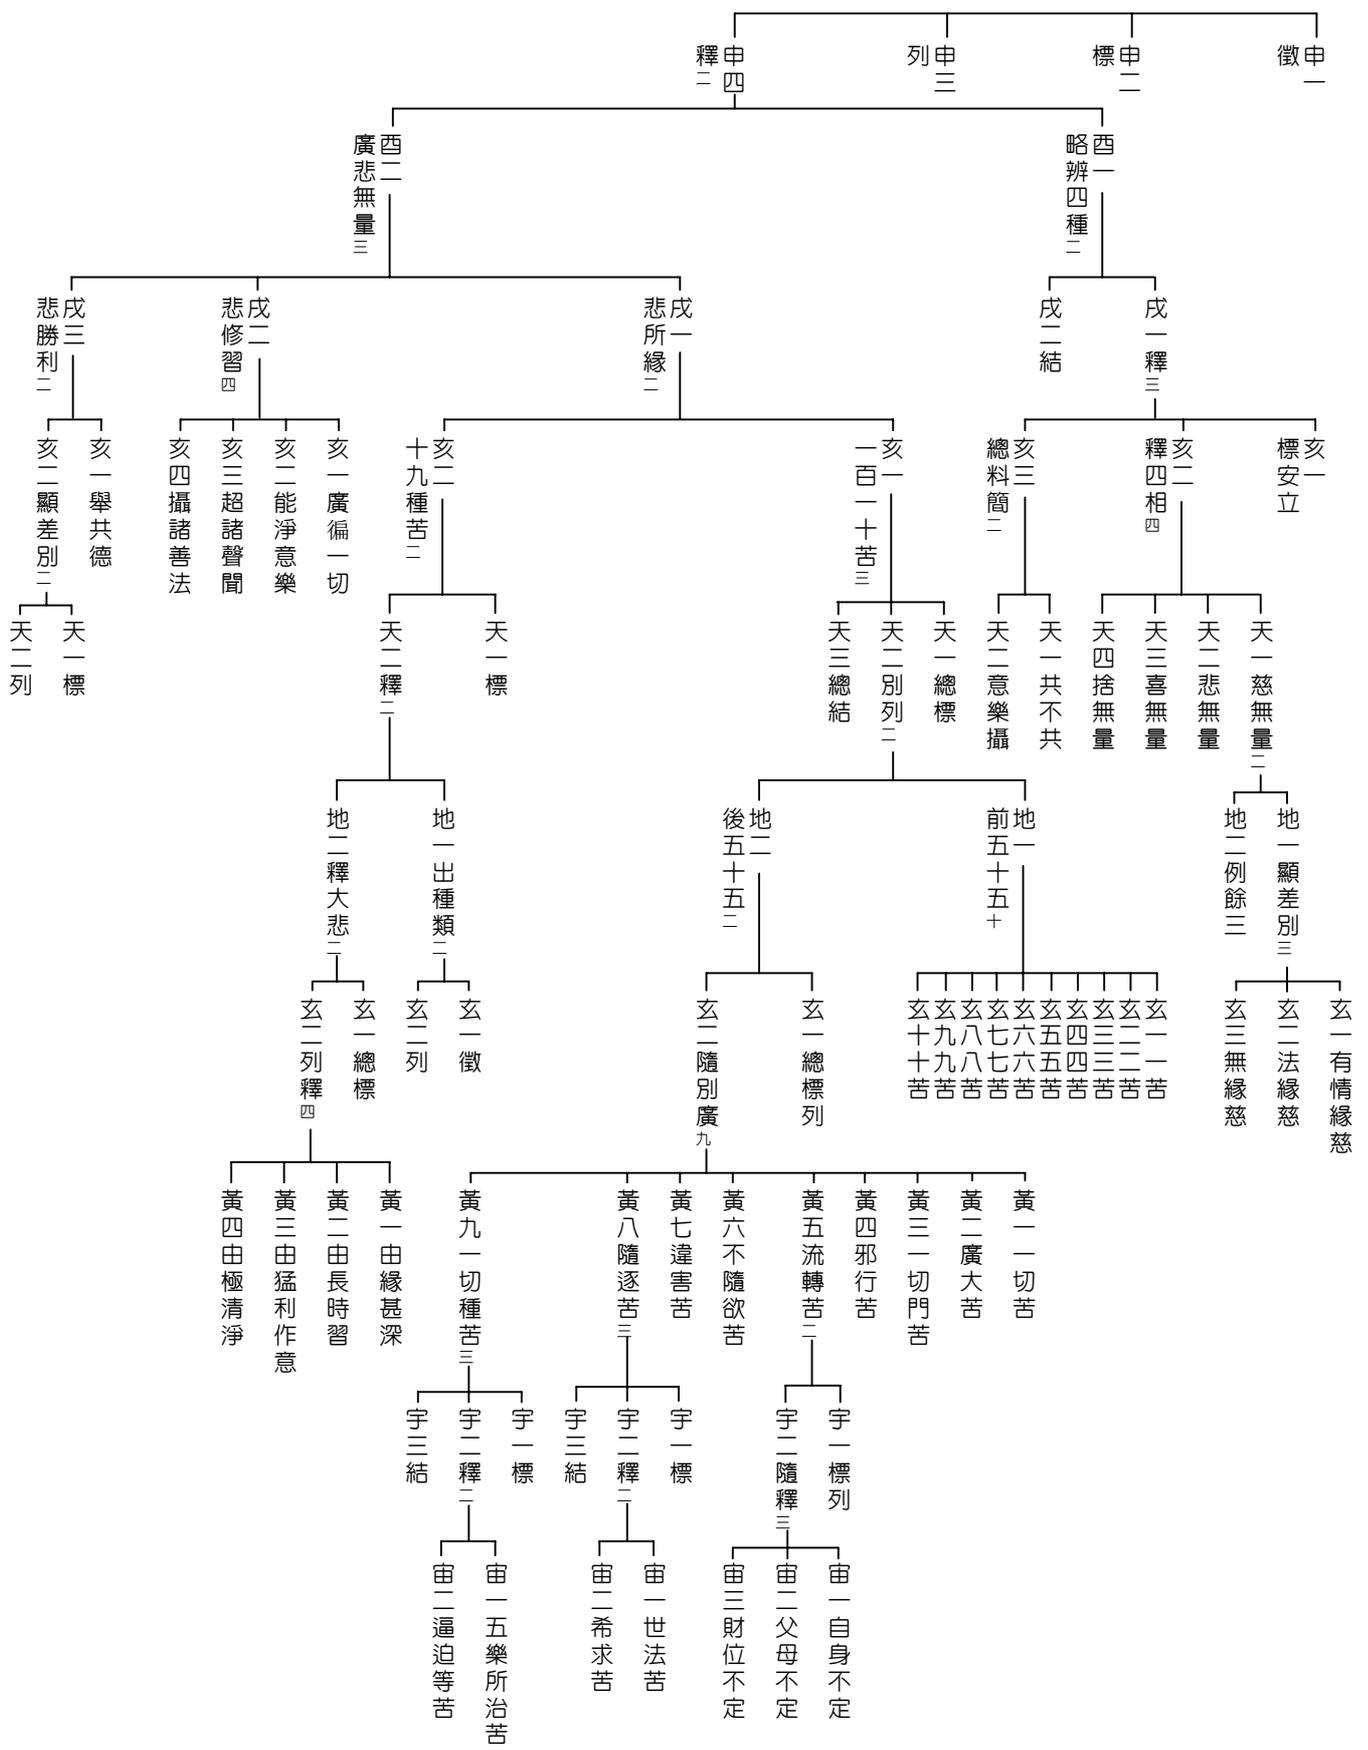 申一
徵
申二
標
申三
列
申四
釋二
酉一
略辨四種二
酉二
廣悲無量三
戌一釋三
戌二結
戌一
悲所緣二
戌二
悲修習四
戌三
悲勝利二
亥一
標安立
亥二
釋四相四
亥三
總料簡二
亥一
一百一十苦三
亥二
十九種苦二
亥一廣徧一切
亥二能淨意樂
亥三超諸聲聞
亥四攝諸善法
亥一舉共德
亥二顯差別二
天一慈無量二
天二悲無量
天三喜無量
天四捨無量
天一共不共
天二意樂攝
天一總標
天二別列二
天三總結
天一標
天二釋二
天一標
天二列
地一顯差別三
地二例餘三
地一
前五十五十
地二
後五十五二
地一出種類二
地二釋大悲二
玄一有情緣慈
玄二法緣慈
玄三無緣慈
玄一一苦
玄二二苦
玄三三苦
玄四四苦
玄五五苦
玄六六苦
玄七七苦
玄八八苦
玄九九苦
玄十十苦
玄一總標列
玄二隨別廣九
玄一徵
玄二列
玄一總標
玄二列釋四
黃一一切苦
黃二廣大苦
黃三一切門苦
黃四邪行苦
黃五流轉苦二
黃六不隨欲苦
黃七違害苦
黃八隨逐苦三
黃九一切種苦三
黃一由緣甚深
黃二由長時習
黃三由猛利作意
黃四由極清淨
宇一標列
宇二隨釋三
宇一標
宇二釋二
宇三結
宇一標
宇二釋二
宇三結
宙一自身不定
宙二父母不定
宙三財位不定
宙一世法苦
宙二希求苦
宙一五樂所治苦
宙二逼迫等苦